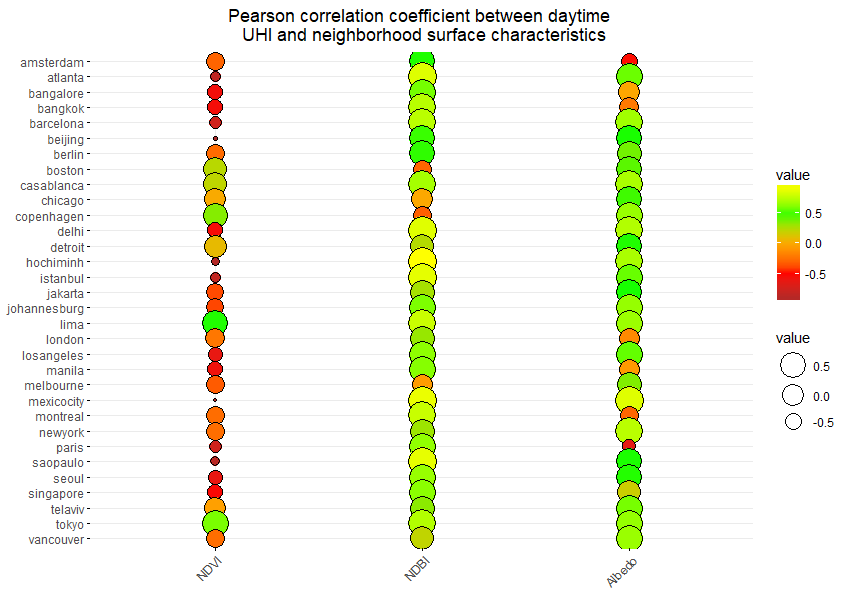 Pearson correlation coefficient between daytime
UHI and neighborhood surface characteristics
amsterdam
atlanta
bangalore
bangkok
barcelona
beijing
berlin
boston
casablanca
chicago
copenhagen
delhi
detroit
hochiminh
istanbul
jakarta
johannesburg
lima
london
losangeles
manila
melbourne
mexicocity
montreal
newyork
paris
saopaulo
seoul
singapore
telaviv
tokyo
vancouver
NDVI
NDBI
Albedo
value
0.5
0.0
-0.5
value
0.5
0.0
-0.5